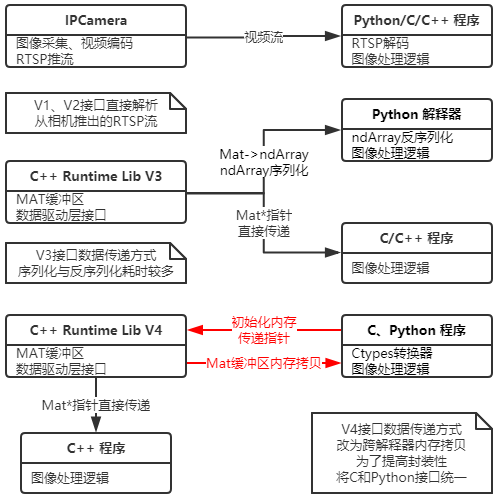 IPCamera
图像采集、视频编码
RTSP推流
视频流
Python/C/C++ 程序
RTSP解码
图像处理逻辑
V1、V2接口直接解析
从相机推出的RTSP流
Python 解释器
ndArray反序列化
图像处理逻辑
Mat->ndArray
ndArray序列化
C++ Runtime Lib V3
MAT缓冲区
数据驱动层接口
Mat*指针
直接传递
C/C++ 程序
图像处理逻辑
V3接口数据传递方式
序列化与反序列化耗时较多
C++ Runtime Lib V4
MAT缓冲区
数据驱动层接口
初始化内存
传递指针
Mat缓冲区内存拷贝
C、Python 程序
Ctypes转换器
图像处理逻辑
Mat*指针直接传递
C++ 程序
图像处理逻辑
V4接口数据传递方式
改为跨解释器内存拷贝
为了提高封装性
将C和Python接口统一